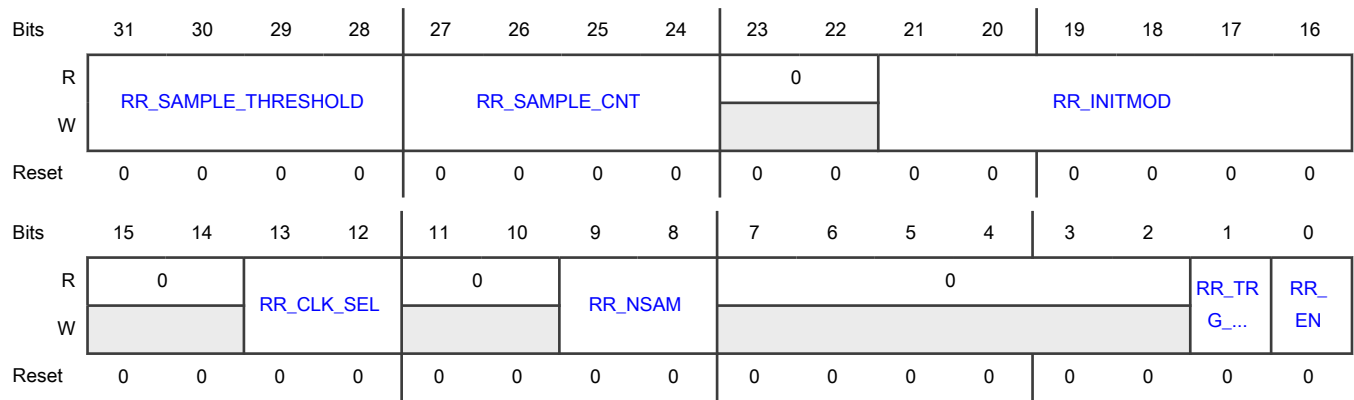 Bits 31 30 29 28 27 26 25 24 23 22 21 20 19 18 17 16
R 0
RR_SAMPLE_THRESHOLD RR_SAMPLE_CNT RR_INITMOD
W
Reset 0 0 0 0 0 0 0 0 0 0 0 0 0 0 0 0
Bits 15 14 13 12 11 10 9 8 7 6 5 4 3 2 1 0
R 0 0 0 RR_TR RR_
RR_CLK_SEL RR_NSAM
W G_... EN
Reset 0 0 0 0 0 0 0 0 0 0 0 0 0 0 0 0